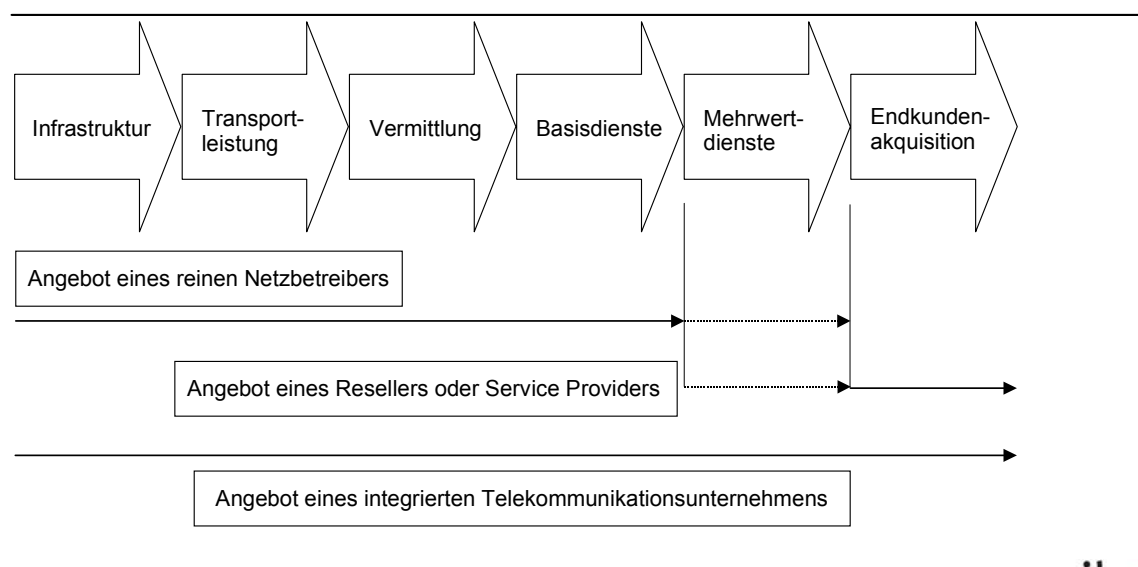 Infrastruktur
Transport-
leistung
Vermittlung
Basisdienste
Mehrwert-
dienste
Endkunden-
akquisition
Angebot eines reinen Netzbetreibers
Angebot eines Resellers oder Service Providers
Angebot eines integrierten Telekommunikationsunternehmens